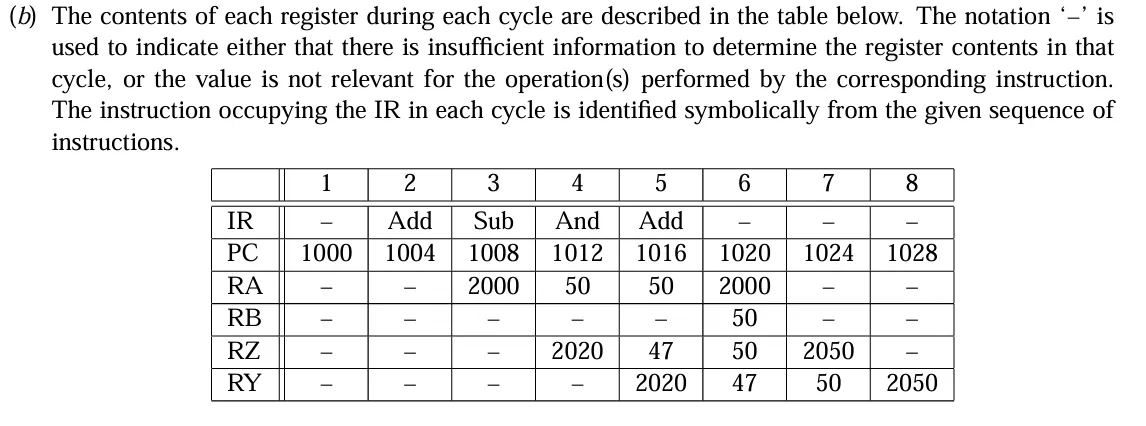 (b) The contents of each register during each cycle are described in the table below. The notation ‘–’ is
used to indicate either that there is insufficient information to determine the register contents in that
cycle, or the value is not relevant for the operation(s) performed by the corresponding instruction.
The instruction occupying the IR in each cycle is identified symbolically from the given sequence of
instructions.
1 2 3 4 5 6 7 8
IR – Add Sub And Add – – –
PC 1000 1004 1008 1012 1016 1020 1024 1028
RA – – 2000 50 50 2000 – –
RB – – – – – 50 – –
RZ – – – 2020 47 50 2050 –
RY – – – – 2020 47 50 2050